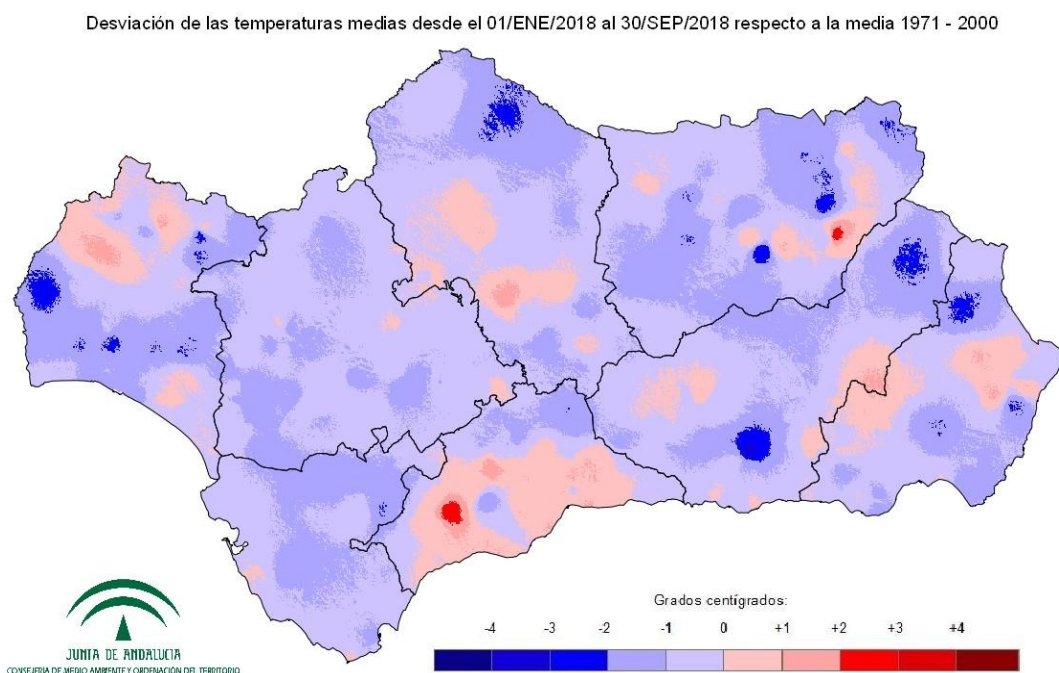 Desviación de las temperaturas medias desde el 01/ENE/2018 al 30/SEP/2018 respecto a la media 1971 - 2000
Grados centígrados:
-4 -3 -2 -1 0 +1 +2 +3 +4
JUNTA DE ANDALUCIA
CONSEJERÍA DE MEDIO AMBIENTE Y ORDENACIÓN DEL TERRITORIO